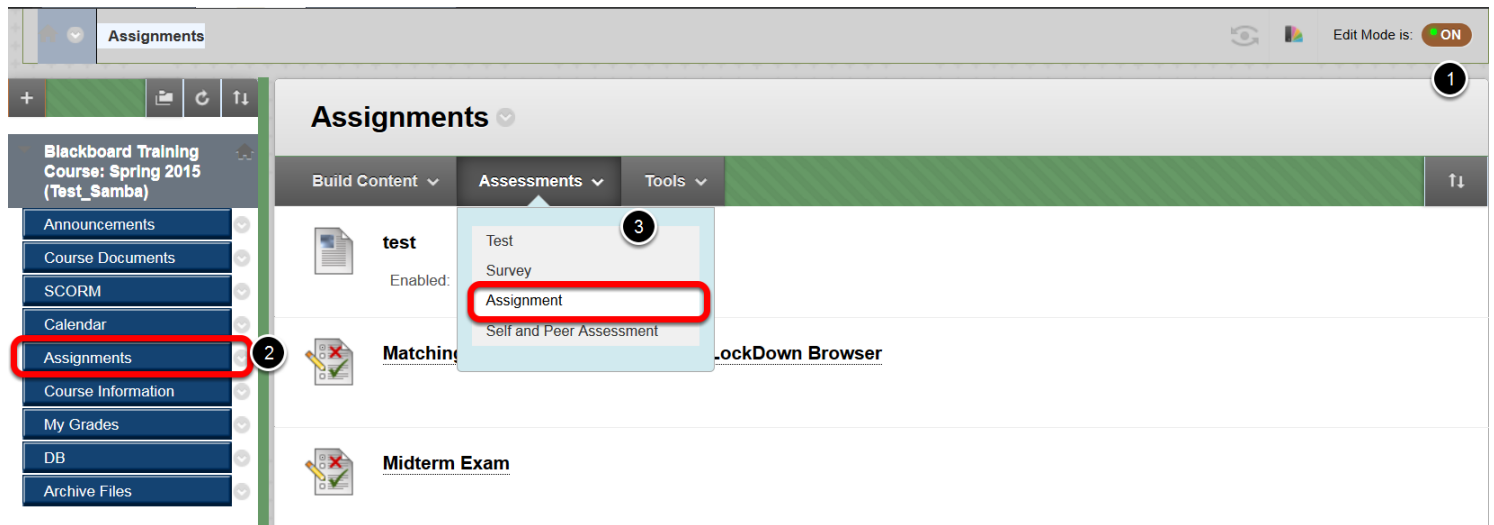 Assignments
Edit Mode is: ON
1
Assignments
Blackboard Training
Course: Spring 2015
(Test_Samba)
Announcements
Course Documents
SCORM
Calendar
Assignments
2
Course Information
My Grades
DB
Archive Files
Build Content Assessments Tools
3
Test
Survey
Assignment
Self and Peer Assessment
test
Enabled:
Matching LockDown Browser
Midterm Exam